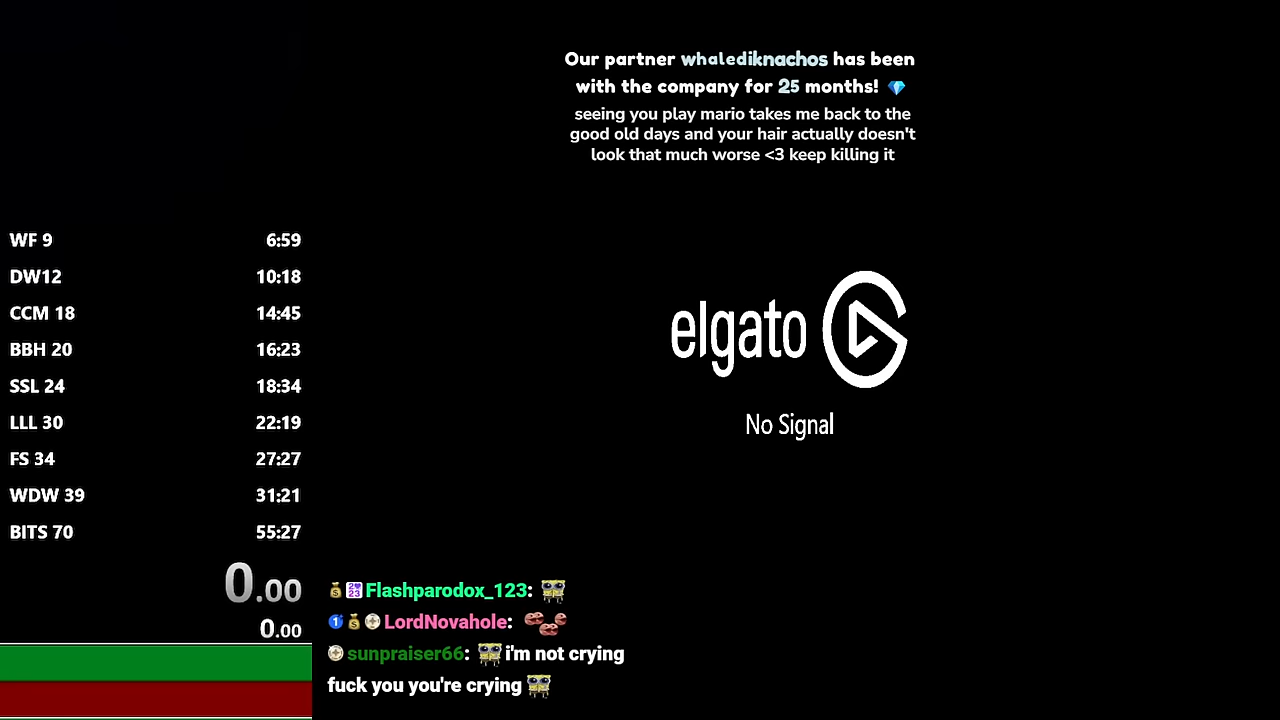 Our partner whalediknachos has been
with the company for 25 months!
seeing you play mario takes me back to the
good old days and your hair actually doesn't
look that much worse <3 keep killing it
WF 9 6:59
DW12 10:18
CCM 18 14:45
BBH 20 16:23
SSL 24 18:34
LLL 30 22:19
FS 34 27:27
WDW 39 31:21
BITS 70 55:27
0.00
0.00
elgato
No Signal
Flashparodox_123:
LordNovahole:
sunpraiser66: i'm not crying
fuck you you're crying